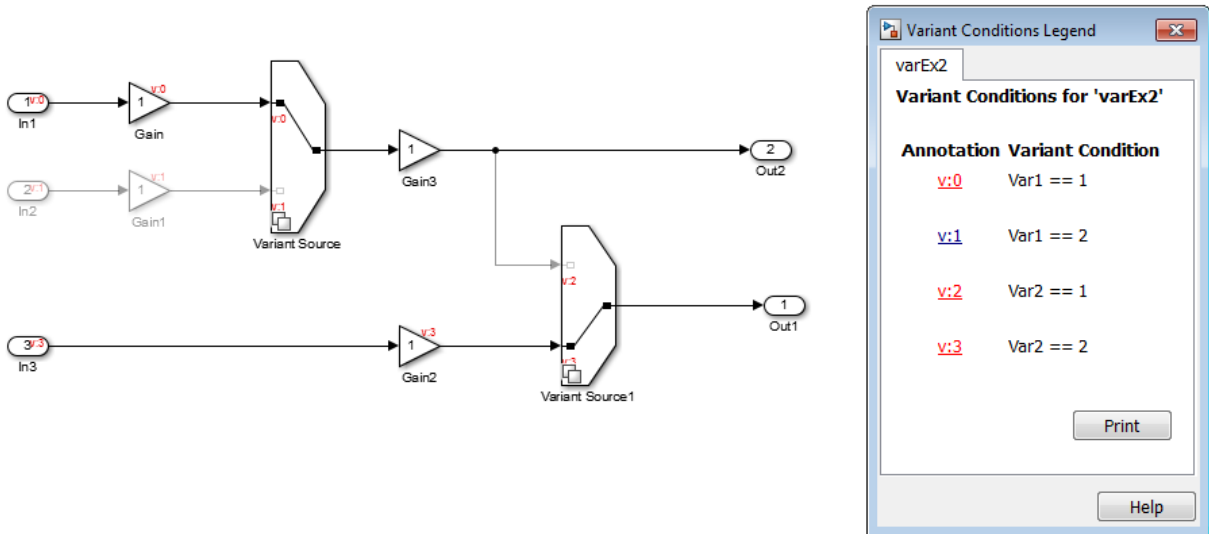 1 v:0
In1
1
v:0
Gain
v:0
2 v:1
In2
1
v:1
Gain1
v:1
Variant Source
1
Gain3
2
Out2
v:2
3 v:3
In3
1
v:3
Gain2
v:3
Variant Source1
1
Out1
Variant Conditions Legend
varEx2
Variant Conditions for 'varEx2'
Annotation Variant Condition
v:0 Var1 == 1
v:1 Var1 == 2
v:2 Var2 == 1
v:3 Var2 == 2
Print
Help